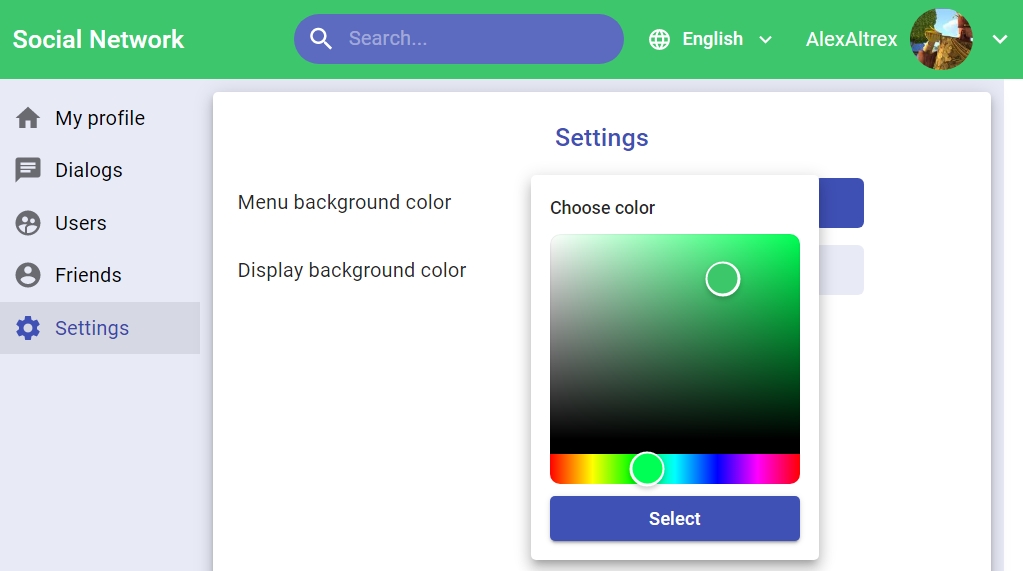 Social Network
Search...
English
AlexAltrex
My profile
Dialogs
Users
Friends
Settings
Settings
Menu background color
Display background color
Choose color
Select